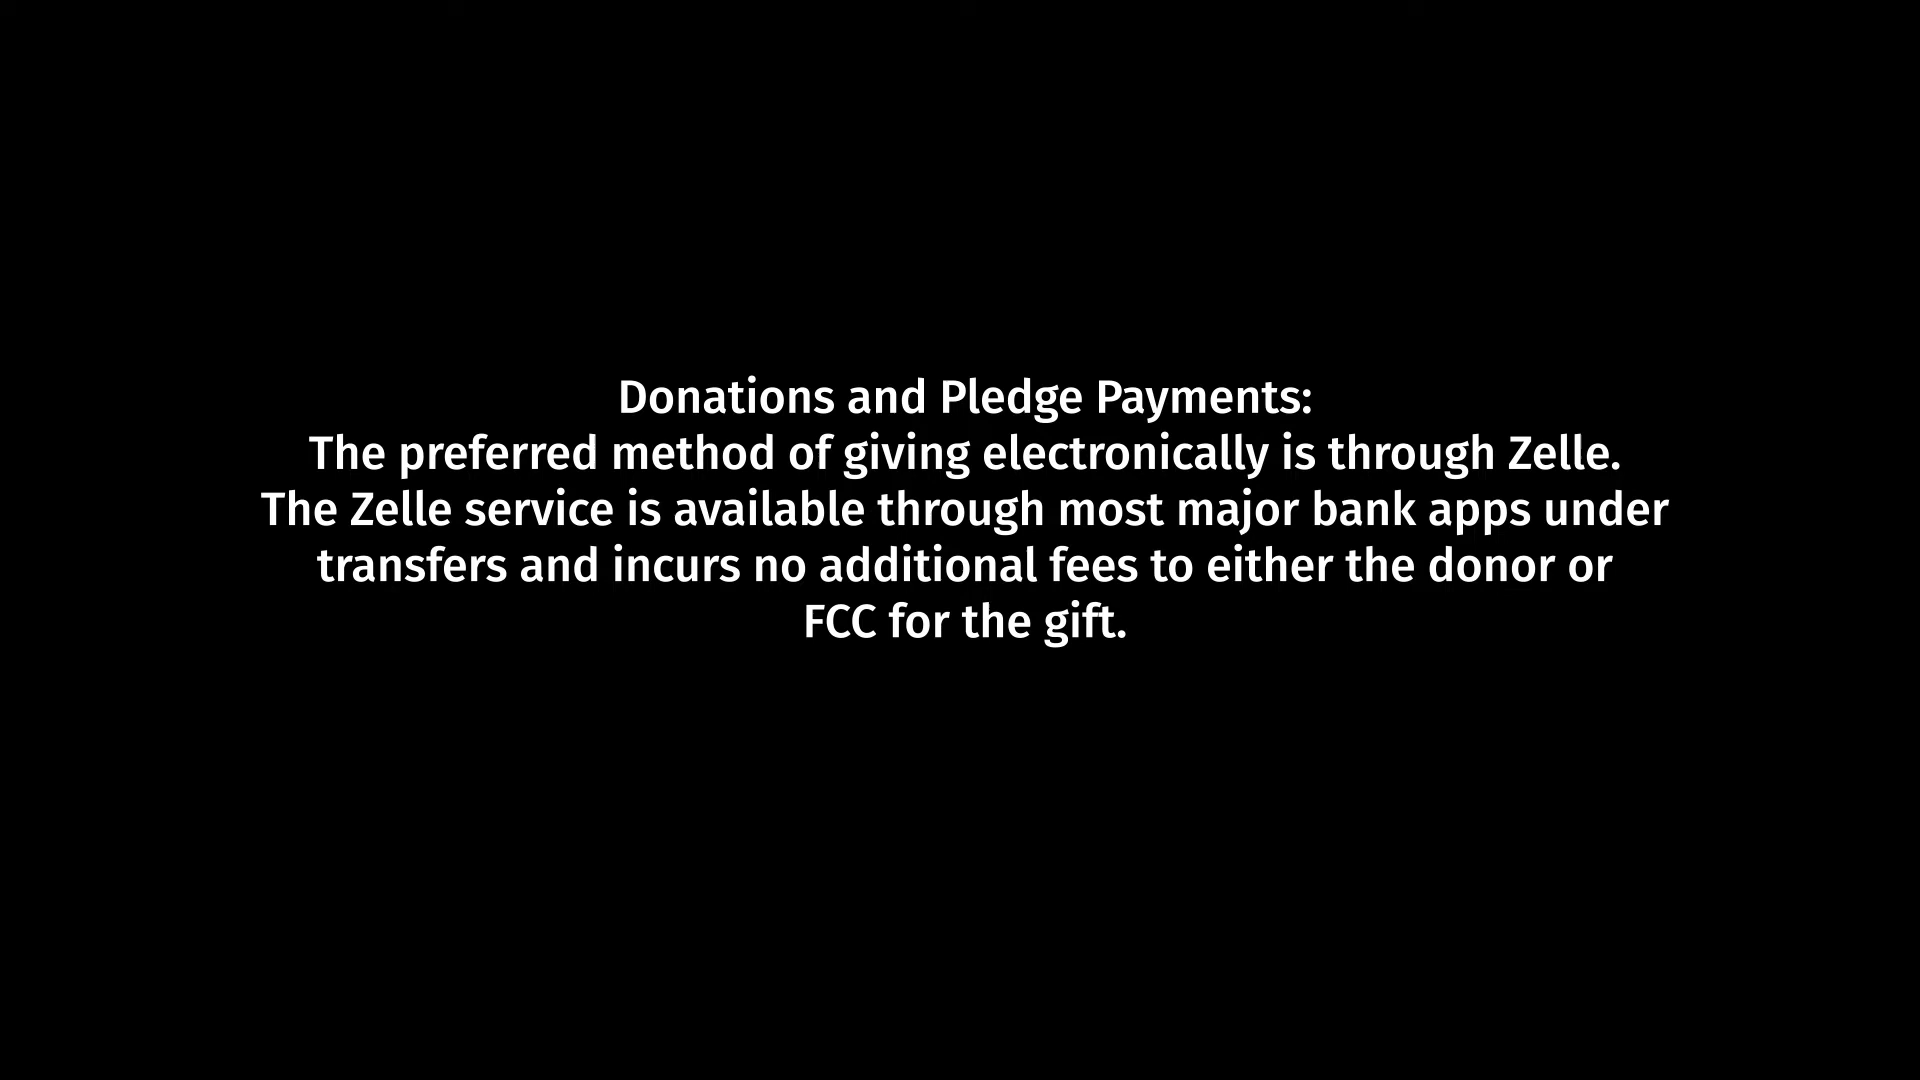 Donations and Pledge Payments:
The preferred method of giving electronically is through Zelle.
The Zelle service is available through most major bank apps under
transfers and incurs no additional fees to either the donor or
FCC for the gift.